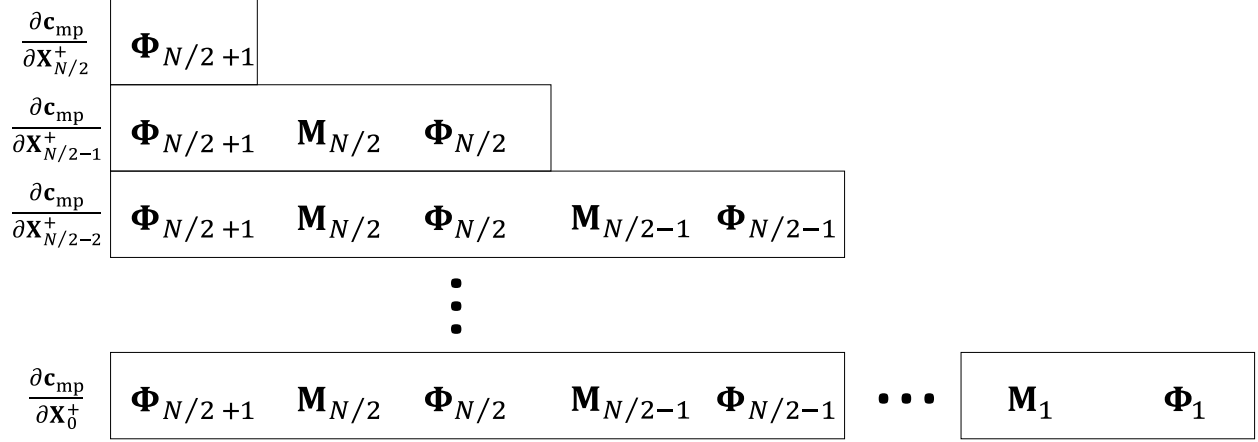 ∂c_mp/∂X⁺_{N/2} Φ_{N/2 +1}
∂c_mp/∂X⁺_{N/2−1} Φ_{N/2 +1} M_{N/2} Φ_{N/2}
∂c_mp/∂X⁺_{N/2−2} Φ_{N/2 +1} M_{N/2} Φ_{N/2} M_{N/2−1} Φ_{N/2−1}
⋮
∂c_mp/∂X⁺_0 Φ_{N/2 +1} M_{N/2} Φ_{N/2} M_{N/2−1} Φ_{N/2−1} ⋯ M_1 Φ_1